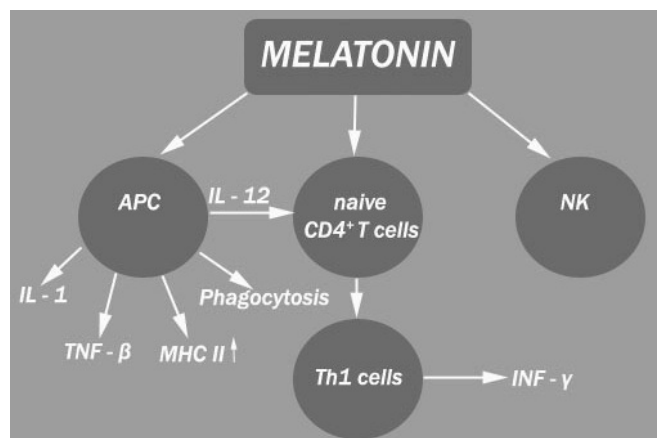 MELATONIN
APC
IL - 12
naive
CD4⁺ T cells
NK
IL - 1
TNF - β
MHC II ↑
Phagocytosis
Th1 cells
INF - γ